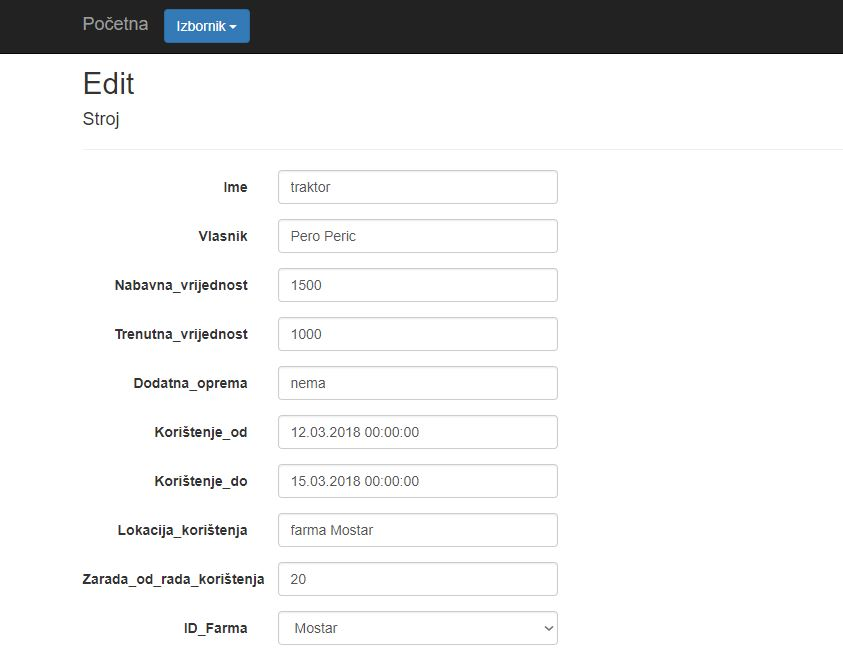 Početna Izbornik
Edit
Stroj
Ime traktor
Vlasnik Pero Peric
Nabavna_vrijednost 1500
Trenutna_vrijednost 1000
Dodatna_oprema nema
Korištenje_od 12.03.2018 00:00:00
Korištenje_do 15.03.2018 00:00:00
Lokacija_korištenja farma Mostar
Zarada_od_rada_korištenja 20
ID_Farma Mostar